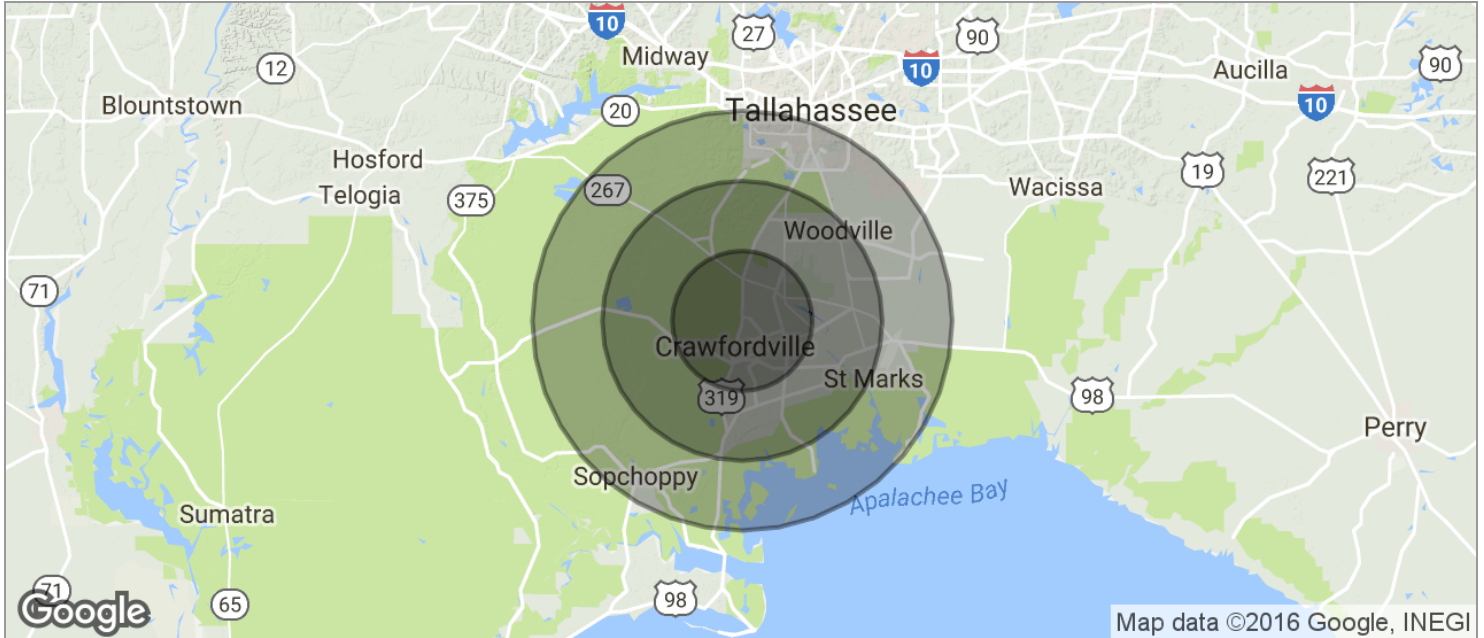 10
27
90
Midway
10
90
Aucilla
12
Blountstown
20
Tallahassee
10
Hosford
Telogia
375
267
Wacissa
19
221
Woodville
71
Crawfordville
St Marks
319
98
Perry
Sopchoppy
Apalachee Bay
Sumatra
71
65
98
Google
Map data ©2016 Google, INEGI